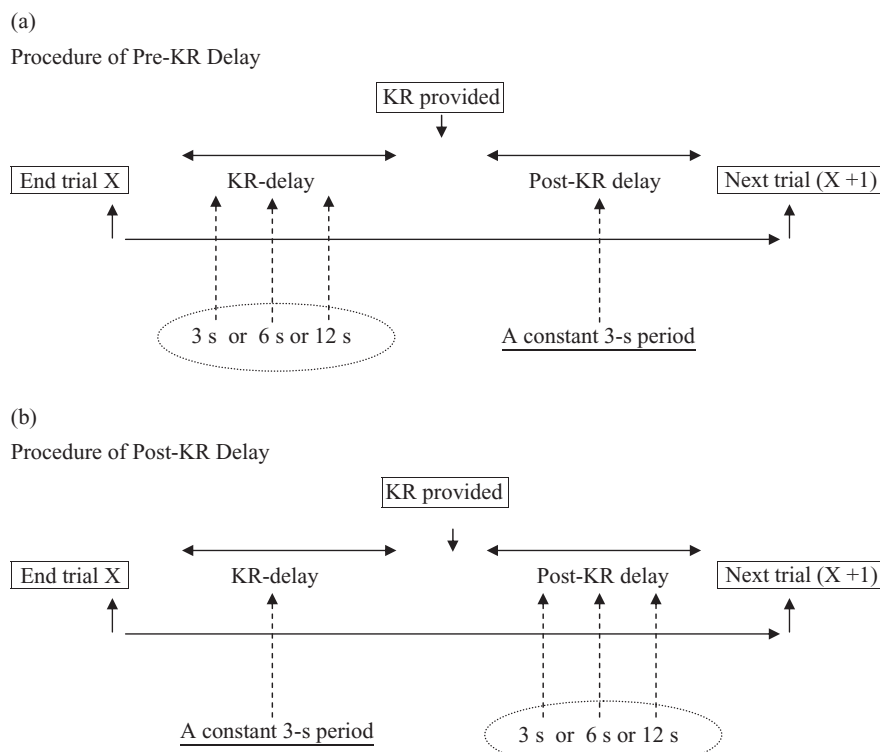 (a)
Procedure of Pre-KR Delay
KR provided
End trial X
KR-delay
Post-KR delay
Next trial (X +1)
3 s or 6 s or 12 s
A constant 3-s period
(b)
Procedure of Post-KR Delay
KR provided
End trial X
KR-delay
Post-KR delay
Next trial (X +1)
A constant 3-s period
3 s or 6 s or 12 s